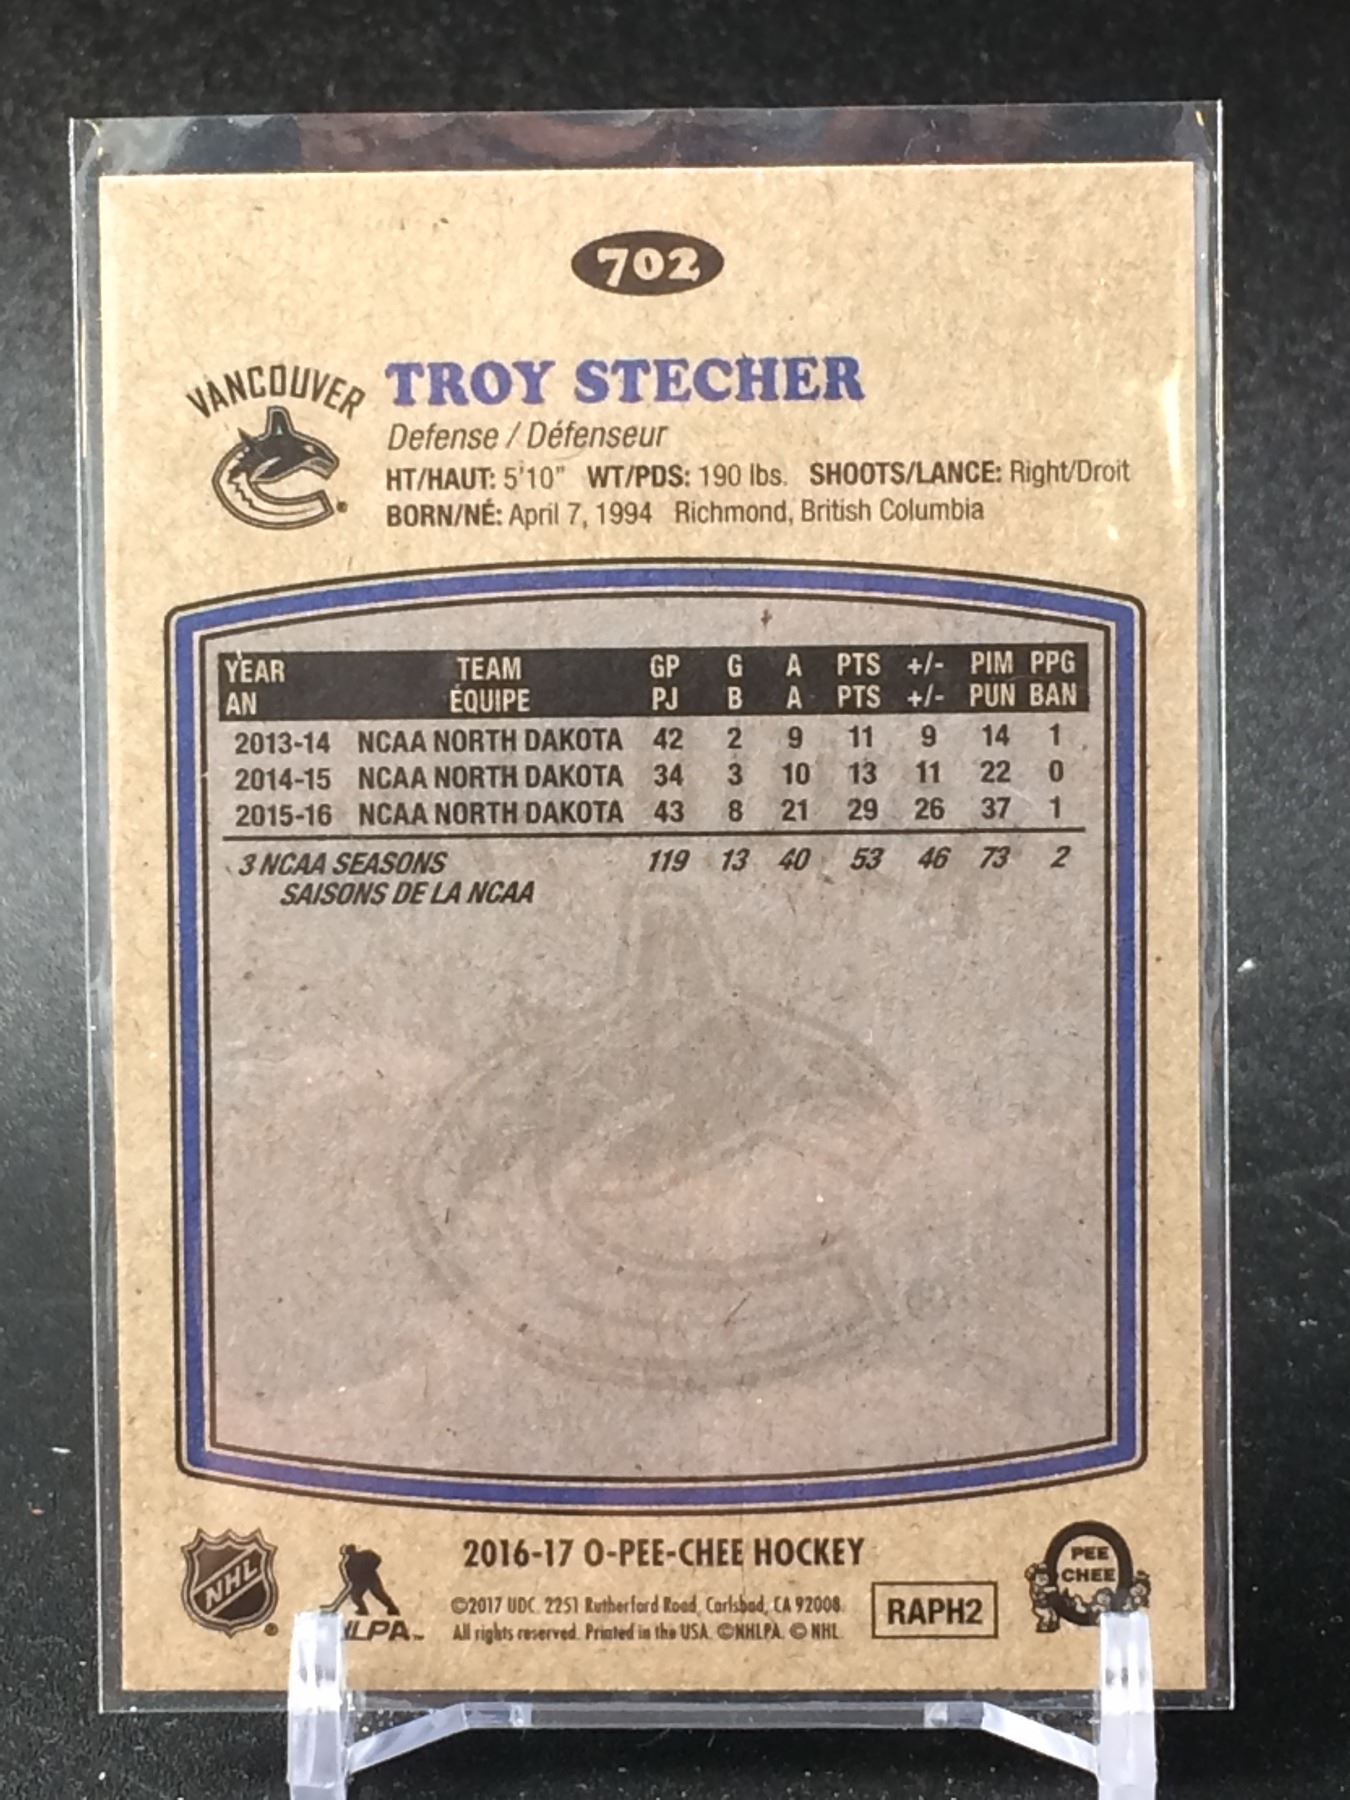 702
VANCOUVER
TROY STECHER
Defense / Défenseur
HT/HAUT: 5'10" WT/PDS: 190 lbs. SHOOTS/LANCE: Right/Droit
BORN/NÉ: April 7, 1994 Richmond, British Columbia
YEAR TEAM GP G A PTS +/- PIM PPG
AN ÉQUIPE PJ B A PTS +/- PUN BAN
2013-14 NCAA NORTH DAKOTA 42 2 9 11 9 14 1
2014-15 NCAA NORTH DAKOTA 34 3 10 13 11 22 0
2015-16 NCAA NORTH DAKOTA 43 8 21 29 26 37 1
3 NCAA SEASONS 119 13 40 53 46 73 2
SAISONS DE LA NCAA
NHL
LPA™
2016-17 O-PEE-CHEE HOCKEY
©2017 UDC. 2251 Rutherford Road, Carlsbad, CA 92008.
All rights reserved. Printed in the USA. ©NHLPA. © NHL.
RAPH2
PEE
CHEE